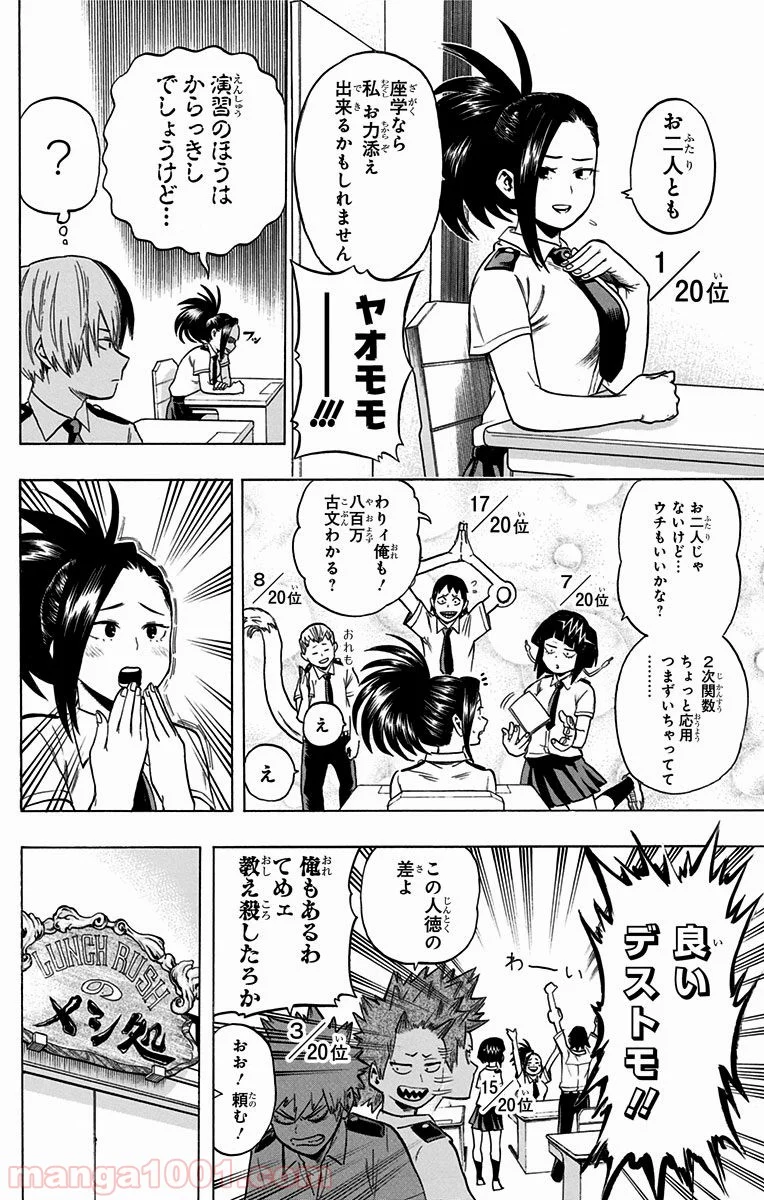 お二人とも
1/20位
座学なら
私 お力添え
出来るかもしれません
ヤオモモ
ーー!!!
演習のほうは
からっきし
でしょうけど…
?
お二人じゃ
ないけど…
ウチもいいかな?
2次関数
ちょっと応用
つまずいちゃってて
………
7/20位
17/20位
わりィ俺も!
八百万
古文わかる?
8/20位
おれも
え
え
良い
デストモ!!
わーい
15/20位
この人徳の
差よ
3/20位
俺もあるわ
てめェ
教え殺したろか
おお!
頼む
LUNCH RUSH
の
メシ処
manga1001.com